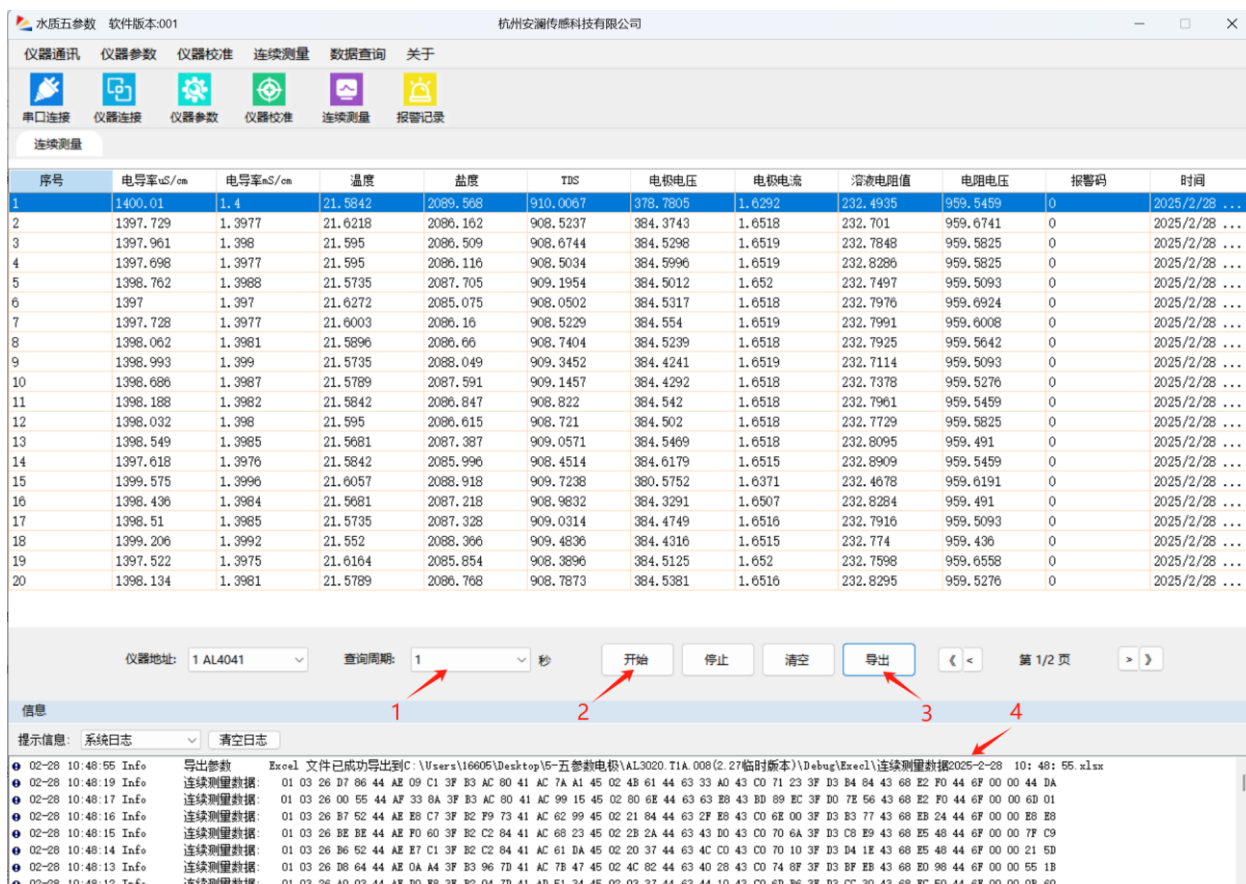 水质五参数 软件版本:001 杭州安澜传感科技有限公司
仪器通讯 仪器参数 仪器校准 连续测量 数据查询 关于
串口连接 仪器连接 仪器参数 仪器校准 连续测量 报警记录
连续测量
序号 电导率uS/cm 电导率mS/cm 温度 盐度 TDS 电极电压 电极电流 溶液电阻值 电阻电压 报警码 时间
1 1400.01 1.4 21.5842 2089.568 910.0067 378.7805 1.6292 232.4935 959.5459 0 2025/2/28 ...
2 1397.729 1.3977 21.6218 2086.162 908.5237 384.3743 1.6518 232.701 959.6741 0 2025/2/28 ...
3 1397.961 1.398 21.595 2086.509 908.6744 384.5298 1.6519 232.7848 959.5825 0 2025/2/28 ...
4 1397.698 1.3977 21.595 2086.116 908.5034 384.5996 1.6519 232.8286 959.5825 0 2025/2/28 ...
5 1398.762 1.3988 21.5735 2087.705 909.1954 384.5012 1.652 232.7497 959.5093 0 2025/2/28 ...
6 1397 1.397 21.6272 2085.075 908.0502 384.5317 1.6518 232.7976 959.6924 0 2025/2/28 ...
7 1397.728 1.3977 21.6003 2086.16 908.5229 384.554 1.6519 232.7991 959.6008 0 2025/2/28 ...
8 1398.062 1.3981 21.5896 2086.66 908.7404 384.5239 1.6518 232.7925 959.5642 0 2025/2/28 ...
9 1398.993 1.399 21.5735 2088.049 909.3452 384.4241 1.6519 232.7114 959.5093 0 2025/2/28 ...
10 1398.686 1.3987 21.5789 2087.591 909.1457 384.4292 1.6518 232.7378 959.5276 0 2025/2/28 ...
11 1398.188 1.3982 21.5842 2086.847 908.822 384.542 1.6518 232.7961 959.5459 0 2025/2/28 ...
12 1398.032 1.398 21.595 2086.615 908.721 384.502 1.6518 232.7729 959.5825 0 2025/2/28 ...
13 1398.549 1.3985 21.5681 2087.387 909.0571 384.5469 1.6518 232.8095 959.491 0 2025/2/28 ...
14 1397.618 1.3976 21.5842 2085.996 908.4514 384.6179 1.6515 232.8909 959.5459 0 2025/2/28 ...
15 1399.575 1.3996 21.6057 2088.918 909.7238 380.5752 1.6371 232.4678 959.6191 0 2025/2/28 ...
16 1398.436 1.3984 21.5681 2087.218 908.9832 384.3291 1.6507 232.8284 959.491 0 2025/2/28 ...
17 1398.51 1.3985 21.5735 2087.328 909.0314 384.4749 1.6516 232.7916 959.5093 0 2025/2/28 ...
18 1399.206 1.3992 21.552 2088.366 909.4836 384.4316 1.6515 232.774 959.436 0 2025/2/28 ...
19 1397.522 1.3975 21.6164 2085.854 908.3896 384.5125 1.652 232.7598 959.6558 0 2025/2/28 ...
20 1398.134 1.3981 21.5789 2086.768 908.7873 384.5381 1.6516 232.8295 959.5276 0 2025/2/28 ...
仪器地址: 1 AL4041 查询周期: 1 秒 开始 停止 清空 导出 《 < 第 1/2 页 > 》
1 2 3 4
信息
提示信息: 系统日志 清空日志
02-28 10:48:55 Info 导出参数 Excel 文件已成功导出到C:\Users\16605\Desktop\5-五参数电极\AL3020.T1A.008(2.27临时版本)\Debug\Execl\连续测量数据2025-2-28 10: 48: 55.xlsx
02-28 10:48:19 Info 连续测量数据: 01 03 26 D7 86 44 AE 09 C1 3F B3 AC 80 41 AC 7A A1 45 02 4B 61 44 63 33 A0 43 C0 71 23 3F D3 B4 84 43 68 E2 F0 44 6F 00 00 44 DA
02-28 10:48:17 Info 连续测量数据: 01 03 26 00 55 44 AF 33 8A 3F B3 AC 80 41 AC 99 15 45 02 80 6E 44 63 63 E8 43 BD 89 EC 3F D0 7E 56 43 68 E2 F0 44 6F 00 00 6D 01
02-28 10:48:16 Info 连续测量数据: 01 03 26 B7 52 44 AE E8 C7 3F B2 F9 73 41 AC 62 99 45 02 21 84 44 63 2F E8 43 C0 6E 00 3F D3 B3 77 43 68 EB 24 44 6F 00 00 E8 E8
02-28 10:48:15 Info 连续测量数据: 01 03 26 BE BE 44 AE F0 60 3F B2 C2 84 41 AC 68 23 45 02 2B 2A 44 63 43 D0 43 C0 70 6A 3F D3 C8 E9 43 68 E5 48 44 6F 00 00 7F C9
02-28 10:48:14 Info 连续测量数据: 01 03 26 B6 52 44 AE E7 C1 3F B2 C2 84 41 AC 61 DA 45 02 20 37 44 63 4C C0 43 C0 70 10 3F D3 D4 1E 43 68 E5 48 44 6F 00 00 21 5D
02-28 10:48:13 Info 连续测量数据: 01 03 26 D8 64 44 AE 0A A4 3F B3 96 7D 41 AC 7B 47 45 02 4C 82 44 63 40 28 43 C0 74 8F 3F D3 BF EB 43 68 E0 98 44 6F 00 00 55 1B